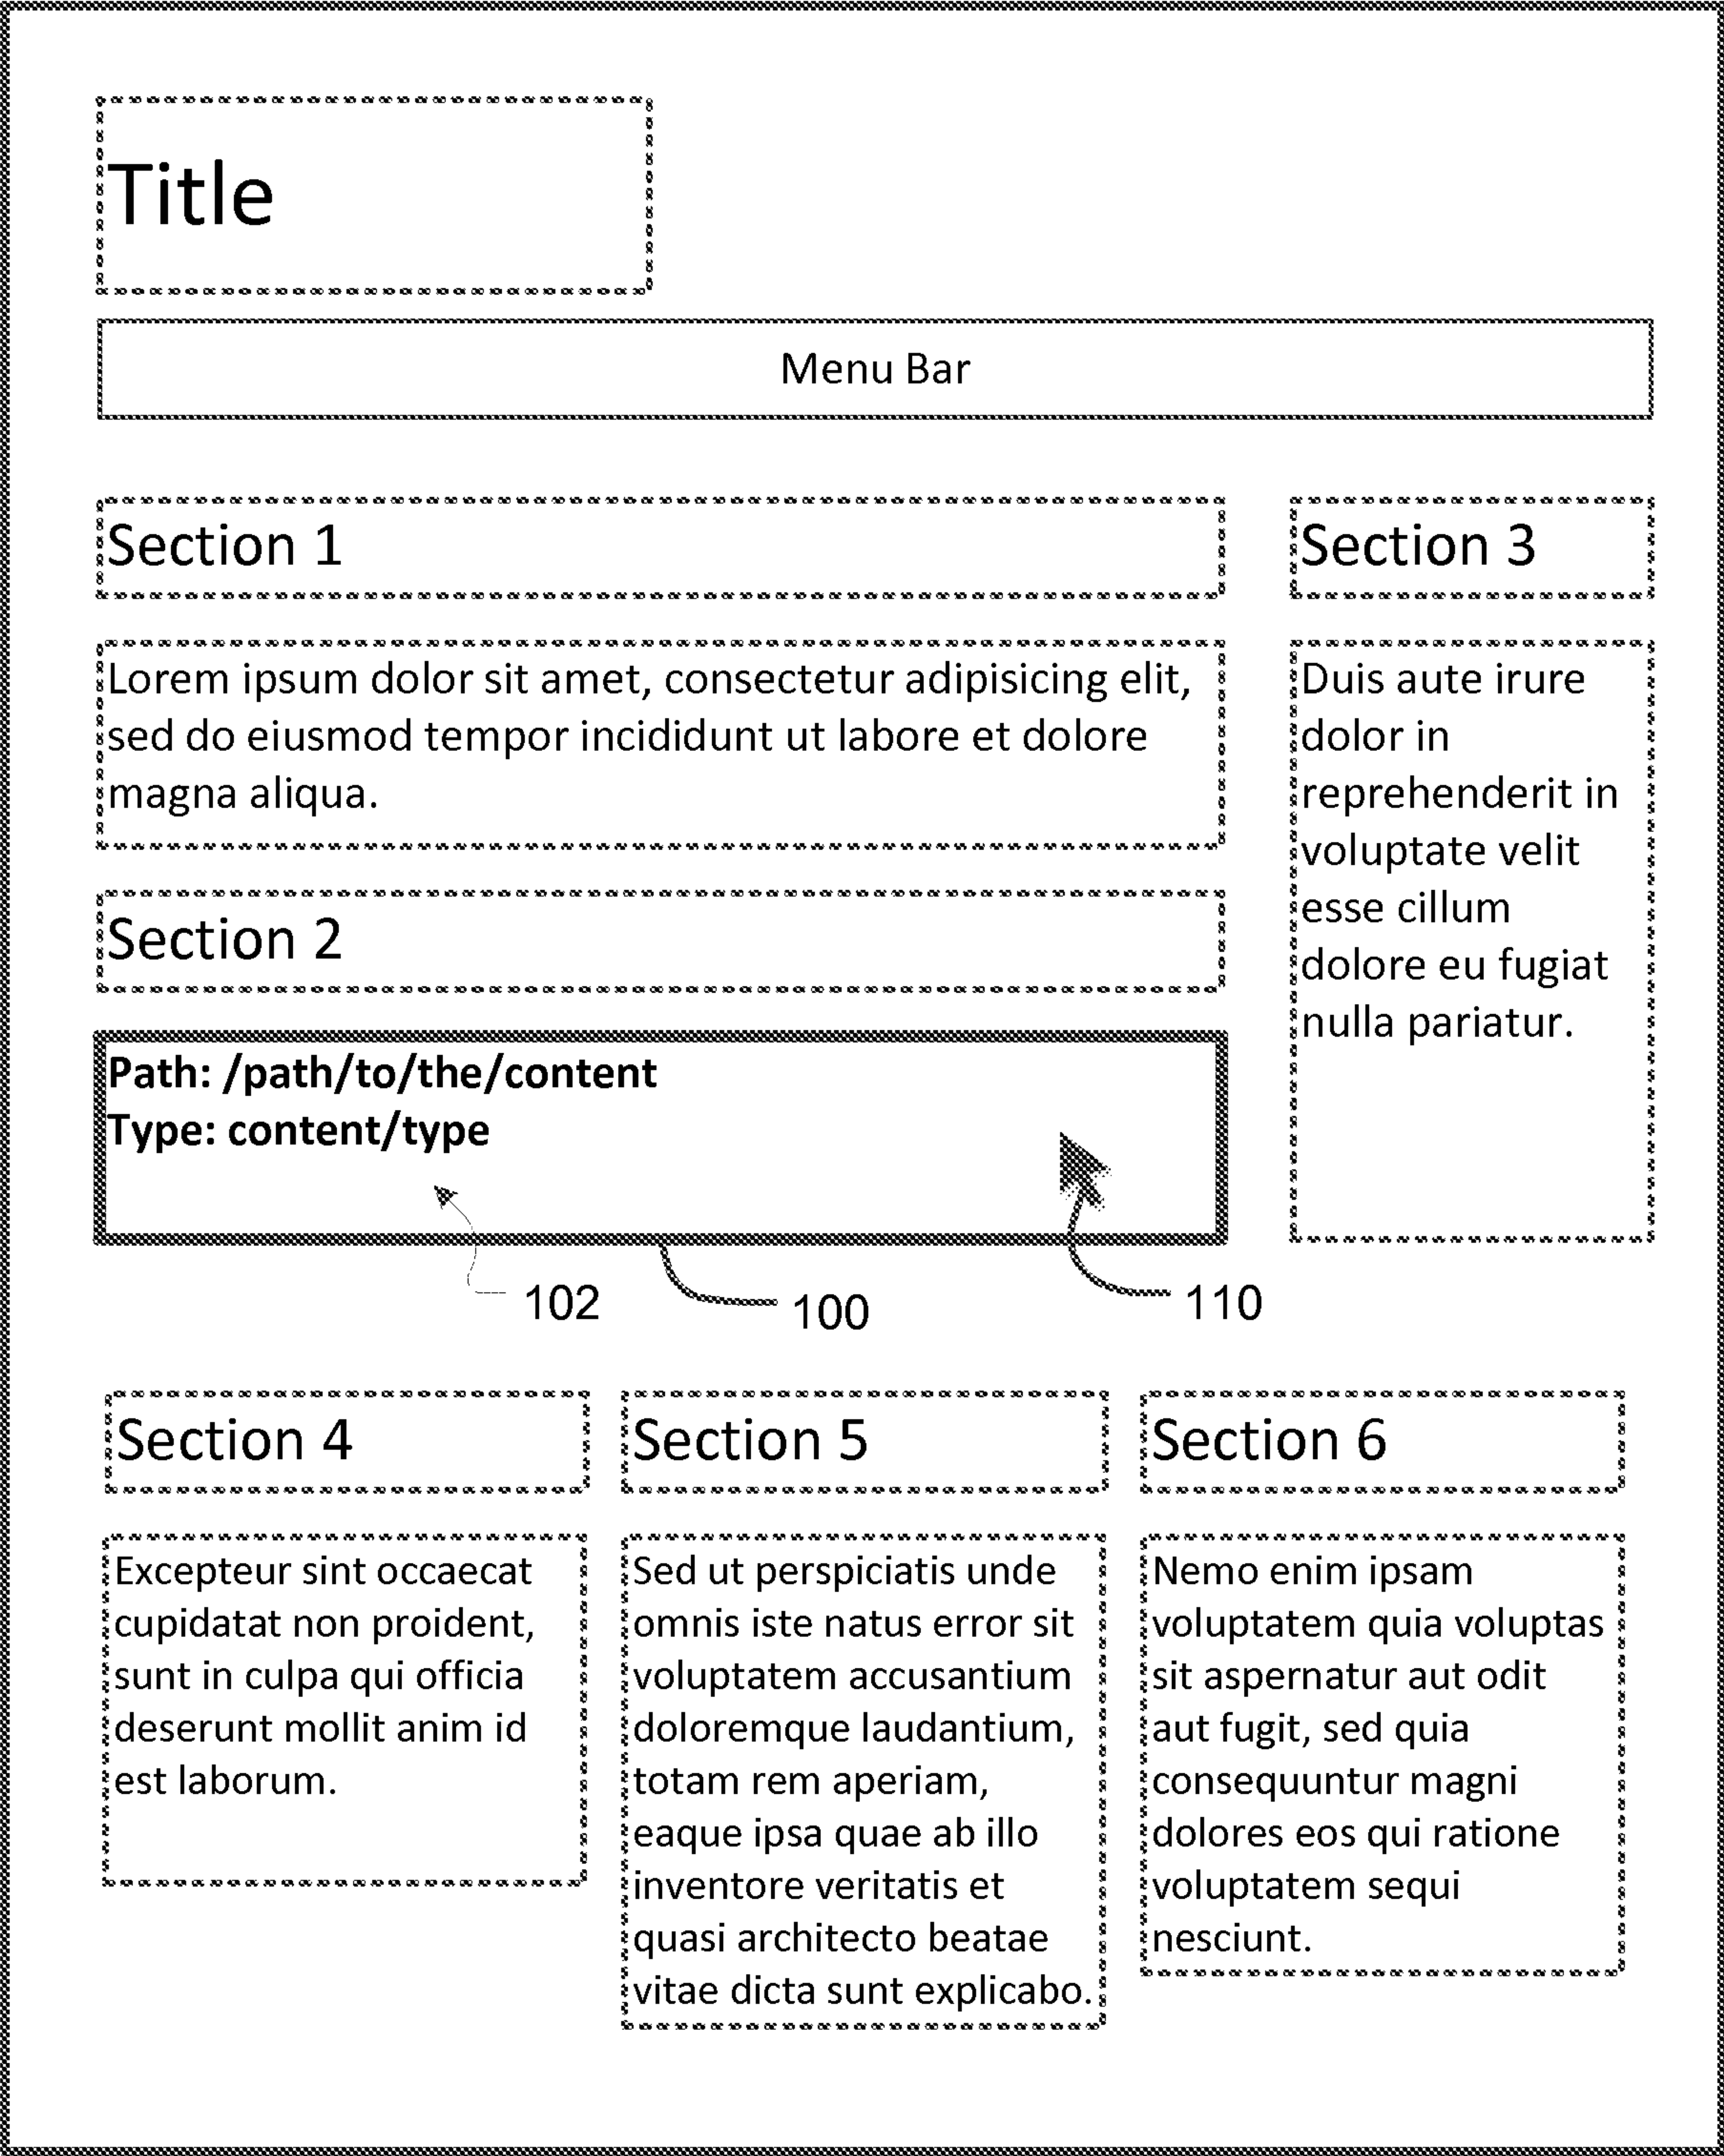 Title
Menu Bar
Section 1
Lorem ipsum dolor sit amet, consectetur adipisicing elit,
sed do eiusmod tempor incididunt ut labore et dolore
magna aliqua.
Section 2
Path: /path/to/the/content
Type: content/type
102
100
110
Section 3
Duis aute irure
dolor in
reprehenderit in
voluptate velit
esse cillum
dolore eu fugiat
nulla pariatur.
Section 4
Excepteur sint occaecat
cupidatat non proident,
sunt in culpa qui officia
deserunt mollit anim id
est laborum.
Section 5
Sed ut perspiciatis unde
omnis iste natus error sit
voluptatem accusantium
doloremque laudantium,
totam rem aperiam,
eaque ipsa quae ab illo
inventore veritatis et
quasi architecto beatae
vitae dicta sunt explicabo.
Section 6
Nemo enim ipsam
voluptatem quia voluptas
sit aspernatur aut odit
aut fugit, sed quia
consequuntur magni
dolores eos qui ratione
voluptatem sequi
nesciunt.